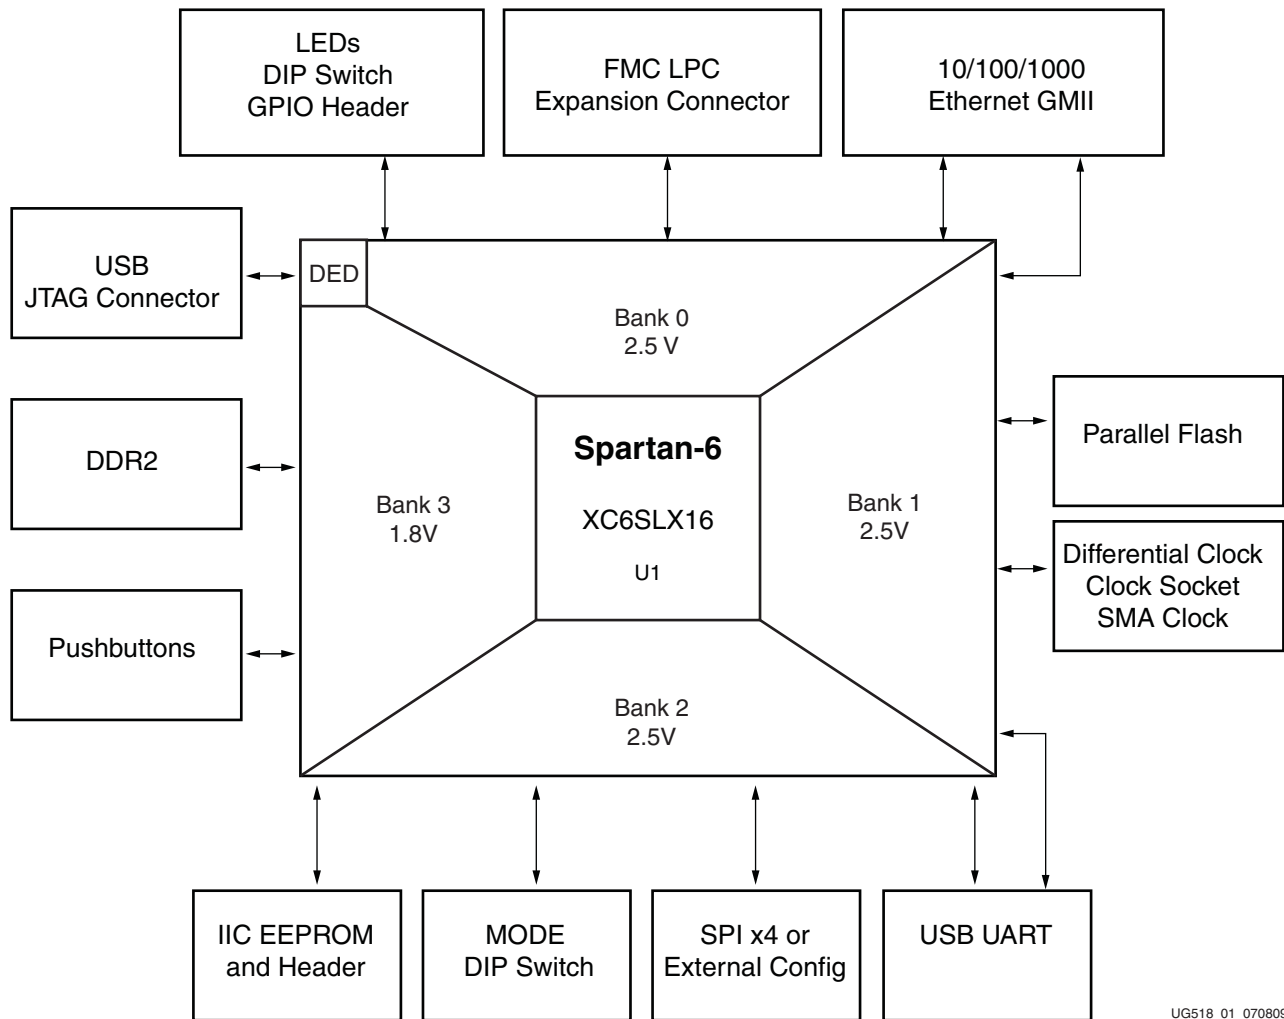 LEDs
DIP Switch
GPIO Header
FMC LPC
Expansion Connector
10/100/1000
Ethernet GMII
USB
JTAG Connector
DED
Bank 0
2.5 V
Parallel Flash
DDR2
Spartan-6
XC6SLX16
U1
Bank 3
1.8V
Bank 1
2.5V
Differential Clock
Clock Socket
SMA Clock
Pushbuttons
Bank 2
2.5V
IIC EEPROM
and Header
MODE
DIP Switch
SPI x4 or
External Config
USB UART
UG518_01_070809